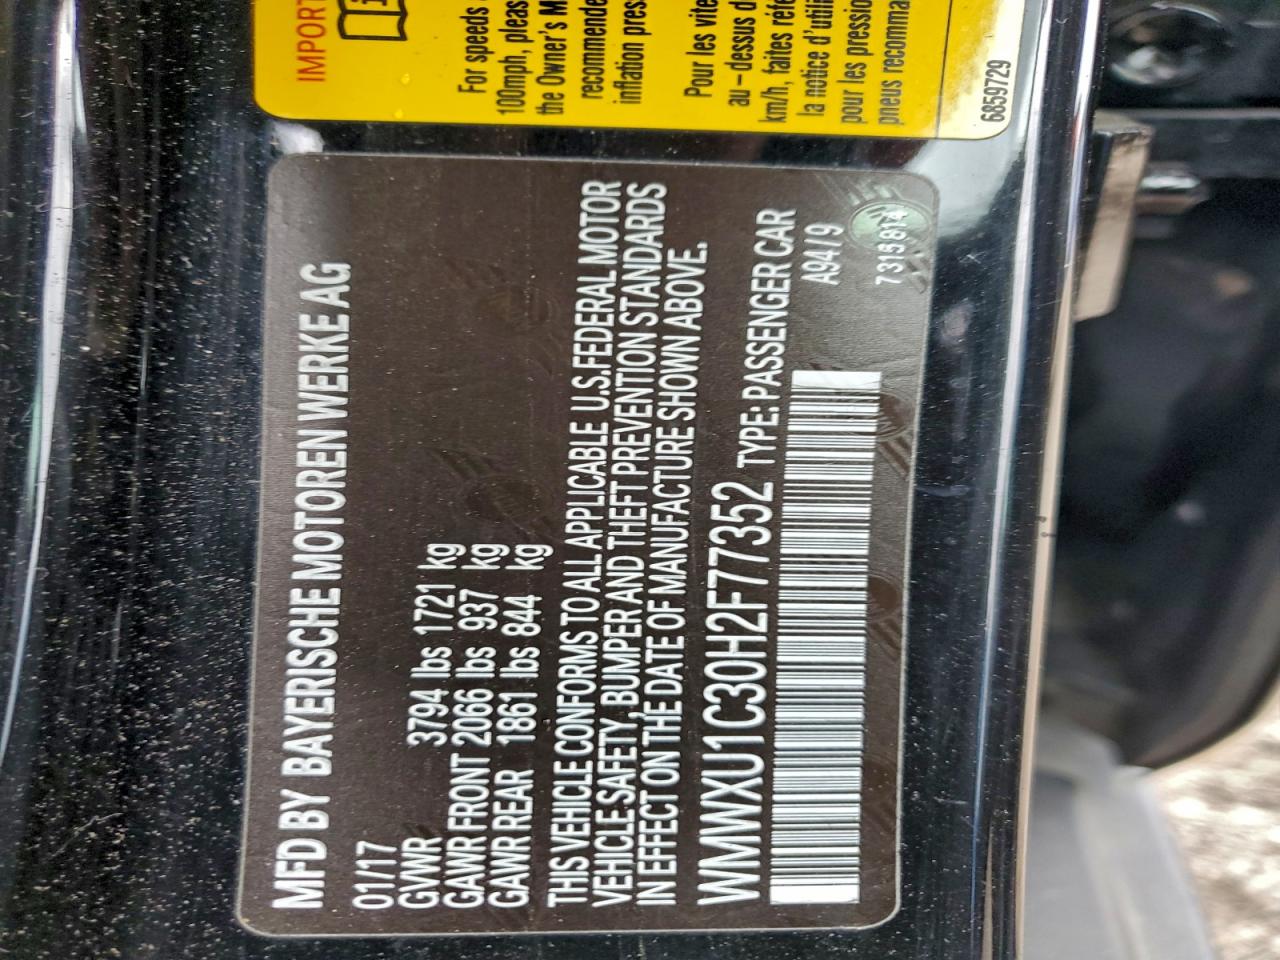 MFD BY BAYERISCHE MOTOREN WERKE AG
01/17
GVWR 3794 lbs 1721 kg
GAWR FRONT 2066 lbs 937 kg
GAWR REAR 1861 lbs 844 kg
THIS VEHICLE CONFORMS TO ALL APPLICABLE U.S.FEDERAL MOTOR
VEHICLE SAFETY, BUMPER AND THEFT PREVENTION STANDARDS
IN EFFECT ON THE DATE OF MANUFACTURE SHOWN ABOVE.
WMWXU1C30H2F77352 TYPE: PASSENGER CAR
A94/9
7 315 814
IMPORT
For speeds
100mph, pleas
the Owner's M
recommende
inflation pres
Pour les vite
au-dessus d
km/h, faites réfé
la notice d'utili
pour les pression
pneus recomma
6859729